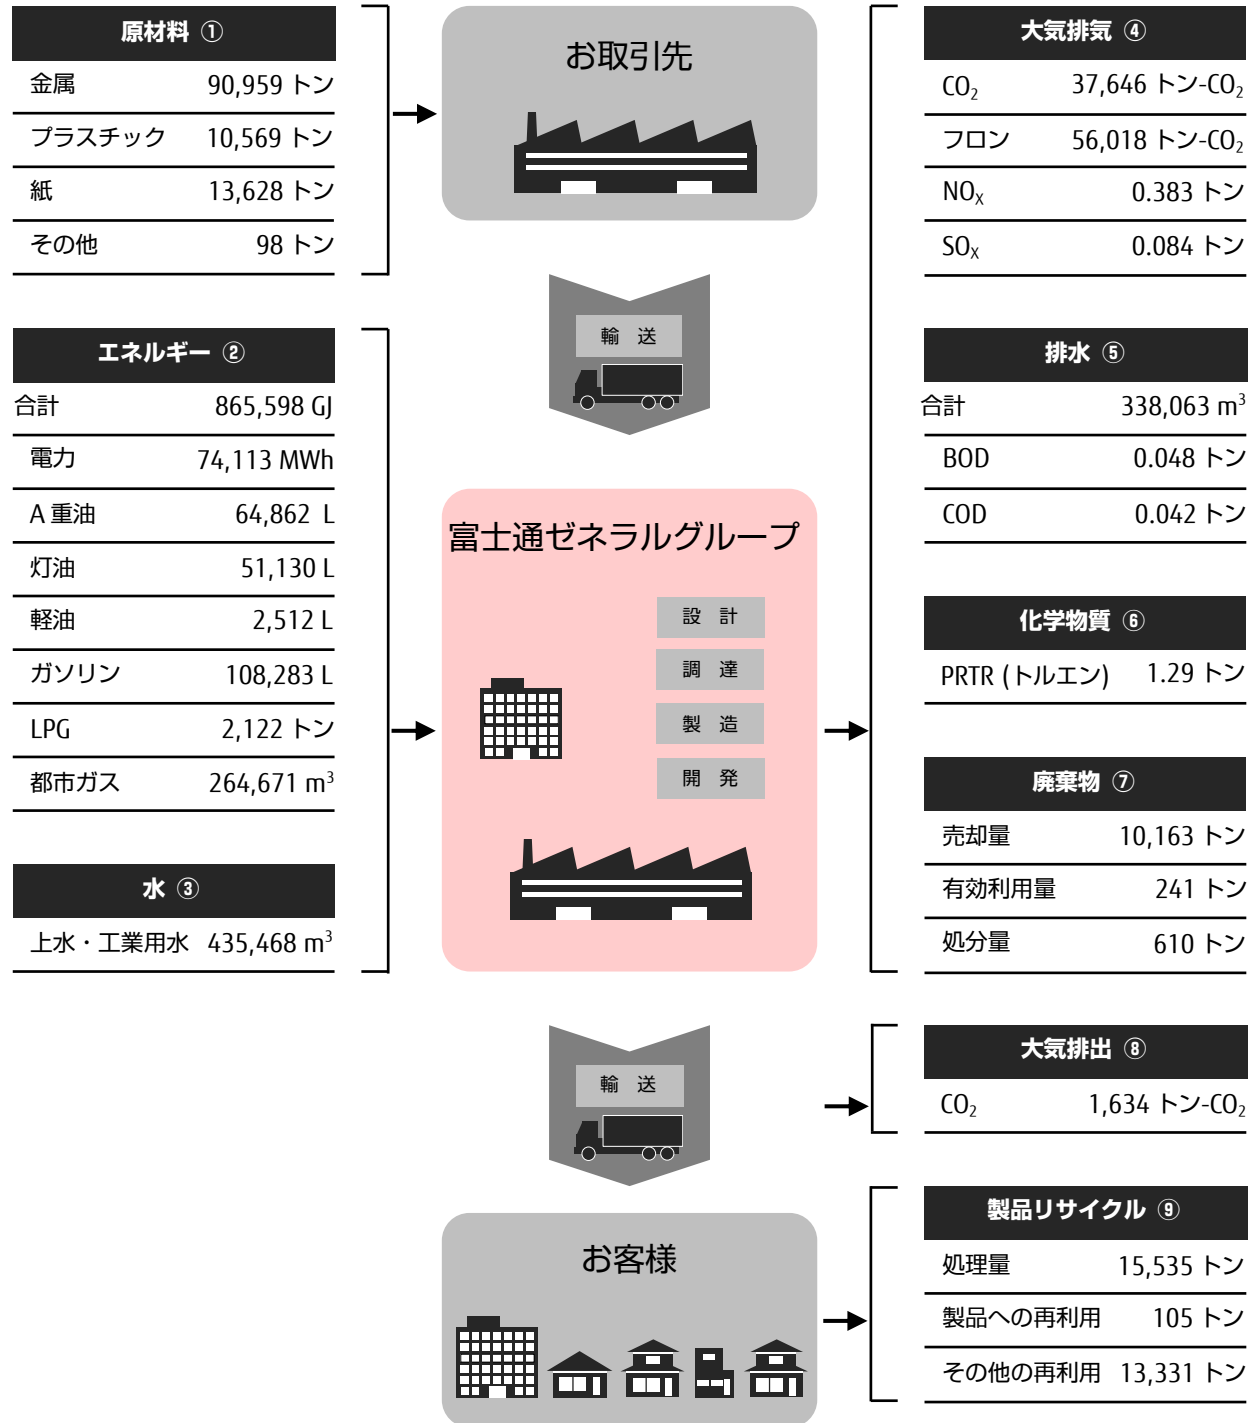 原材料 ①
金属 90,959 トン
プラスチック 10,569 トン
紙 13,628 トン
その他 98 トン
エネルギー ②
合計 865,598 GJ
電力 74,113 MWh
A 重油 64,862 L
灯油 51,130 L
軽油 2,512 L
ガソリン 108,283 L
LPG 2,122 トン
都市ガス 264,671 m³
水 ③
上水・工業用水 435,468 m³
お取引先
輸 送
富士通ゼネラルグループ
設 計
調 達
製 造
開 発
輸 送
お客様
大気排気 ④
CO₂ 37,646 トン-CO₂
フロン 56,018 トン-CO₂
NOₓ 0.383 トン
SOₓ 0.084 トン
排水 ⑤
合計 338,063 m³
BOD 0.048 トン
COD 0.042 トン
化学物質 ⑥
PRTR (トルエン) 1.29 トン
廃棄物 ⑦
売却量 10,163 トン
有効利用量 241 トン
処分量 610 トン
大気排出 ⑧
CO₂ 1,634 トン-CO₂
製品リサイクル ⑨
処理量 15,535 トン
製品への再利用 105 トン
その他の再利用 13,331 トン